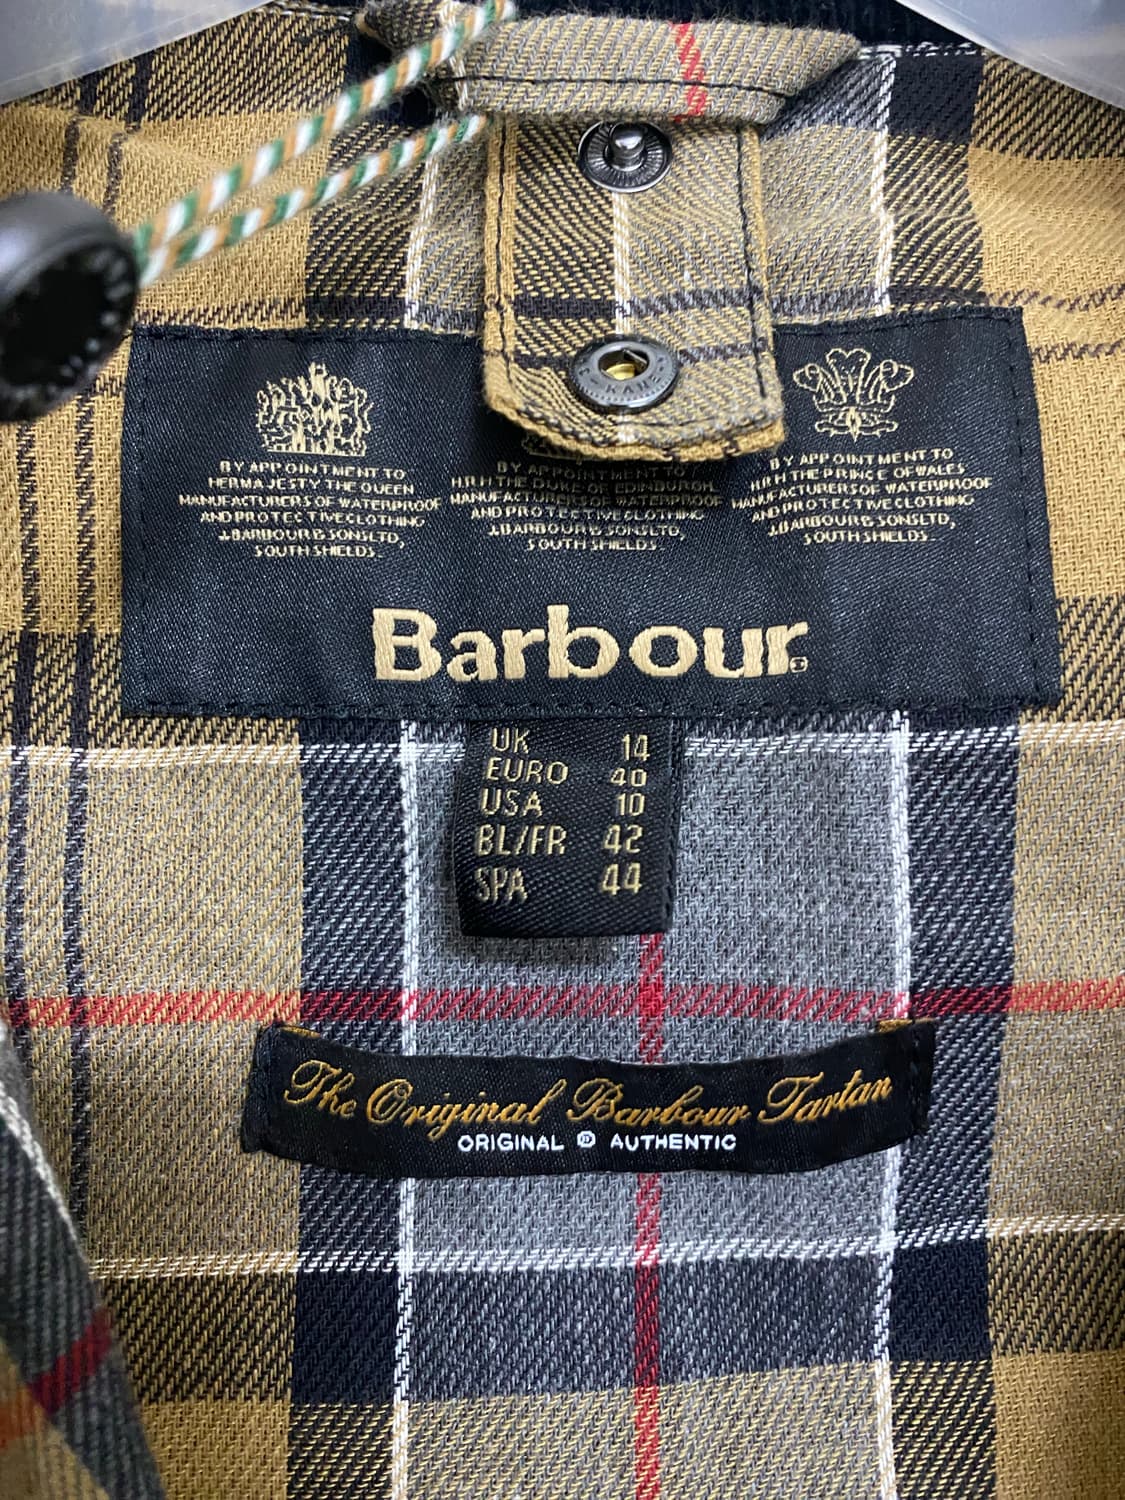 BY APPOINTMENT TO
HER MAJESTY THE QUEEN
MANUFACTURERS OF WATERPROOF
AND PROTECTIVE CLOTHING
J.BARBOUR & SONS LTD,
SOUTH SHIELDS.
BY APPOINTMENT TO
H.R.H THE DUKE OF EDINBURGH
MANUFACTURERS OF WATERPROOF
AND PROTECTIVE CLOTHING
J.BARBOUR & SONS LTD,
SOUTH SHIELDS.
BY APPOINTMENT TO
H.R.H THE PRINCE OF WALES
MANUFACTURERS OF WATERPROOF
AND PROTECTIVE CLOTHING
J.BARBOUR & SONS LTD,
SOUTH SHIELDS.
Barbour®
UK 14
EURO 40
USA 10
BL/FR 42
SPA 44
The Original Barbour Tartan
ORIGINAL ® AUTHENTIC